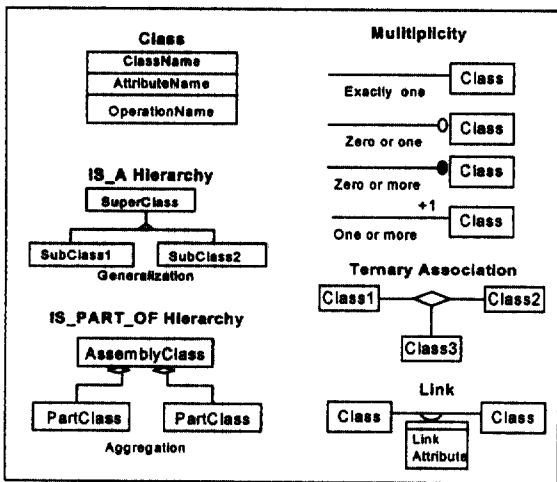 Class
ClassName
AttributeName
OperationName
IS_A Hierarchy
SuperClass
SubClass1 SubClass2
Generalization
IS_PART_OF Hierarchy
AssemblyClass
PartClass PartClass
Aggregation
Mulitiplicity
Class
Exactly one
Class
Zero or one
Class
Zero or more
+1
Class
One or more
Ternary Association
Class1 Class2
Class3
Link
Class Class
Link
Attribute